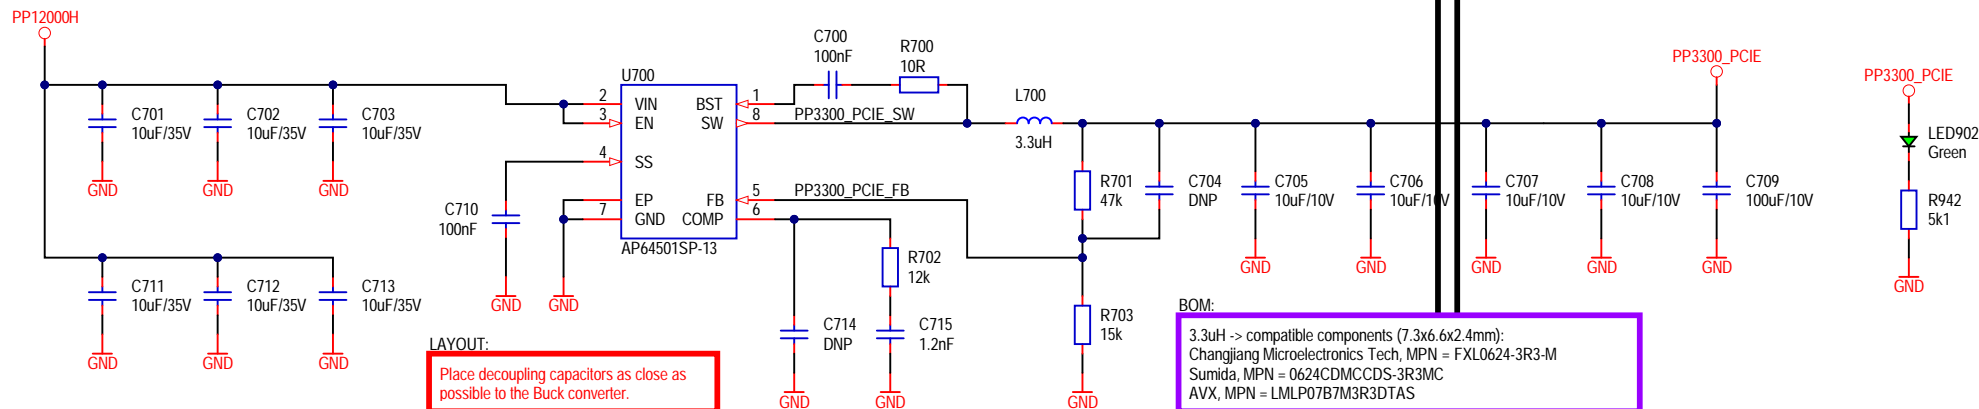 PP12000H
C701
10uF/35V
C702
10uF/35V
C703
10uF/35V
GND
GND
GND
C711
10uF/35V
C712
10uF/35V
C713
10uF/35V
GND
GND
GND
U700
2
VIN
3
EN
4
SS
EP
7
GND
BST
1
SW
8
FB
5
COMP
6
AP64501SP-13
C710
100nF
GND
GND
C700
100nF
R700
10R
PP3300_PCIE_SW
PP3300_PCIE_FB
L700
3.3uH
R702
12k
C714
DNP
C715
1.2nF
GND
GND
R701
47k
C704
DNP
R703
15k
GND
C705
10uF/10V
C706
10uF/10V
C707
10uF/10V
C708
10uF/10V
C709
100uF/10V
GND
GND
GND
GND
GND
PP3300_PCIE
PP3300_PCIE
LED902
Green
R942
5k1
GND
LAYOUT:
Place decoupling capacitors as close as
possible to the Buck converter.
BOM:
3.3uH -> compatible components (7.3x6.6x2.4mm):
Changjiang Microelectronics Tech, MPN = FXL0624-3R3-M
Sumida, MPN = 0624CDMCCDS-3R3MC
AVX, MPN = LMLP07B7M3R3DTAS